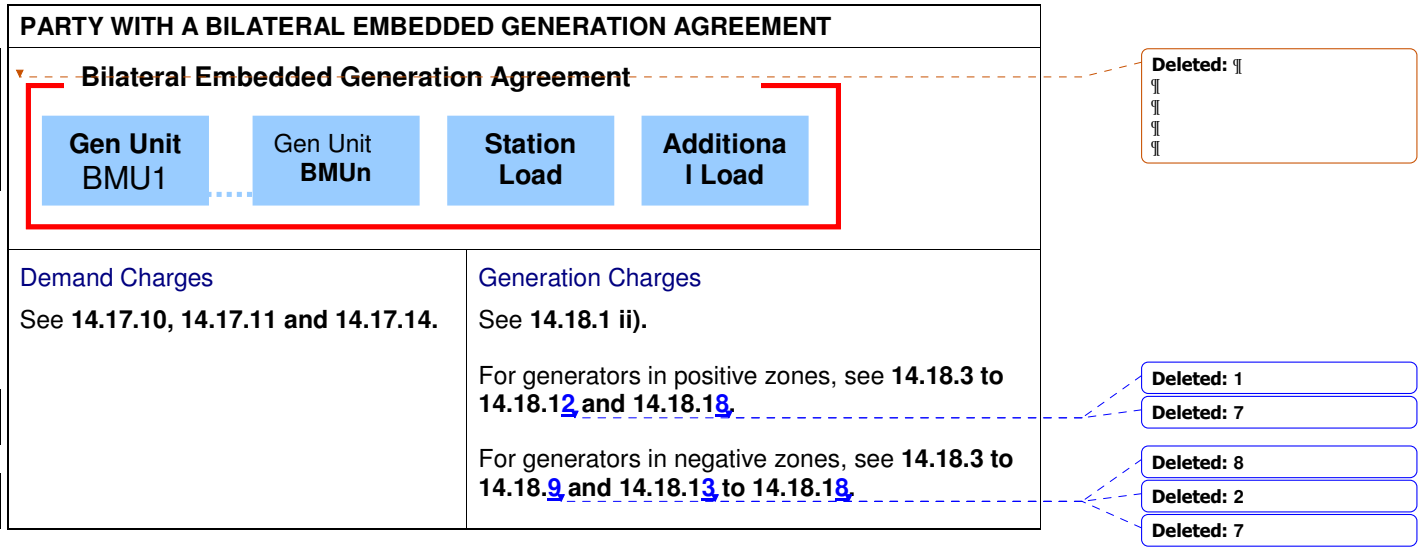 PARTY WITH A BILATERAL EMBEDDED GENERATION AGREEMENT
Bilateral Embedded Generation Agreement
Gen Unit
BMU1
Gen Unit
BMUn
Station
Load
Additiona
l Load
Demand Charges
See 14.17.10, 14.17.11 and 14.17.14.
Generation Charges
See 14.18.1 ii).
For generators in positive zones, see 14.18.3 to
14.18.12 and 14.18.18.
For generators in negative zones, see 14.18.3 to
14.18.9 and 14.18.13 to 14.18.18.
Deleted: ¶
¶
¶
¶
¶
Deleted: 1
Deleted: 7
Deleted: 8
Deleted: 2
Deleted: 7